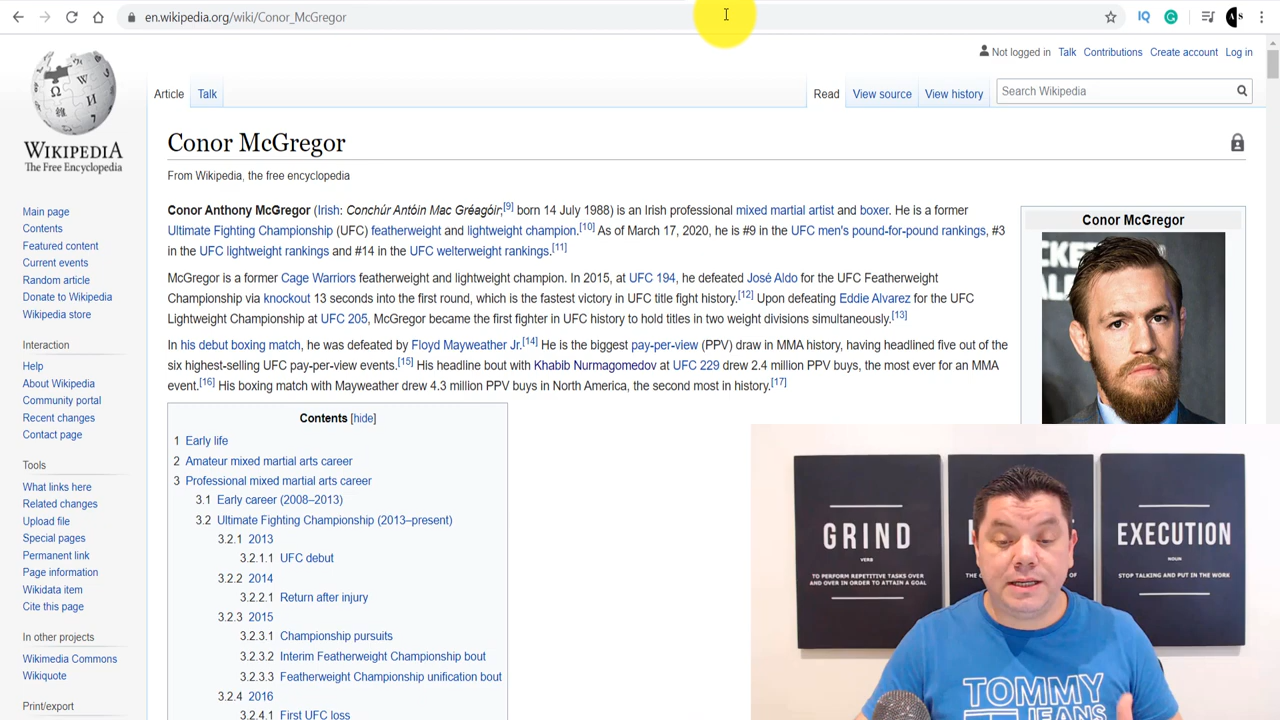 en.wikipedia.org/wiki/Conor_McGregor
IQ
Not logged in Talk Contributions Create account Log in
Article Talk
Read View source View history
Search Wikipedia
WIKIPEDIA
The Free Encyclopedia
Main page
Contents
Featured content
Current events
Random article
Donate to Wikipedia
Wikipedia store
Interaction
Help
About Wikipedia
Community portal
Recent changes
Contact page
Tools
What links here
Related changes
Upload file
Special pages
Permanent link
Page information
Wikidata item
Cite this page
In other projects
Wikimedia Commons
Wikiquote
Print/export
Conor McGregor
From Wikipedia, the free encyclopedia
Conor Anthony McGregor (Irish: Conchúr Antóin Mac Gréagóir;[9] born 14 July 1988) is an Irish professional mixed martial artist and boxer. He is a former
Ultimate Fighting Championship (UFC) featherweight and lightweight champion.[10] As of March 17, 2020, he is #9 in the UFC men's pound-for-pound rankings, #3
in the UFC lightweight rankings and #14 in the UFC welterweight rankings.[11]
McGregor is a former Cage Warriors featherweight and lightweight champion. In 2015, at UFC 194, he defeated José Aldo for the UFC Featherweight
Championship via knockout 13 seconds into the first round, which is the fastest victory in UFC title fight history.[12] Upon defeating Eddie Alvarez for the UFC
Lightweight Championship at UFC 205, McGregor became the first fighter in UFC history to hold titles in two weight divisions simultaneously.[13]
In his debut boxing match, he was defeated by Floyd Mayweather Jr.[14] He is the biggest pay-per-view (PPV) draw in MMA history, having headlined five out of the
six highest-selling UFC pay-per-view events.[15] His headline bout with Khabib Nurmagomedov at UFC 229 drew 2.4 million PPV buys, the most ever for an MMA
event.[16] His boxing match with Mayweather drew 4.3 million PPV buys in North America, the second most in history.[17]
Contents [hide]
1 Early life
2 Amateur mixed martial arts career
3 Professional mixed martial arts career
3.1 Early career (2008–2013)
3.2 Ultimate Fighting Championship (2013–present)
3.2.1 2013
3.2.1.1 UFC debut
3.2.2 2014
3.2.2.1 Return after injury
3.2.3 2015
3.2.3.1 Championship pursuits
3.2.3.2 Interim Featherweight Championship bout
3.2.3.3 Featherweight Championship unification bout
3.2.4 2016
3.2.4.1 First UFC loss
Conor McGregor
GRIND
VERB
TO PERFORM REPETITIVE TASKS OVER
AND OVER IN ORDER TO ATTAIN A GOAL
EXECUTION
NOUN
STOP TALKING AND PUT IN THE WORK
TOMMY
JEANS